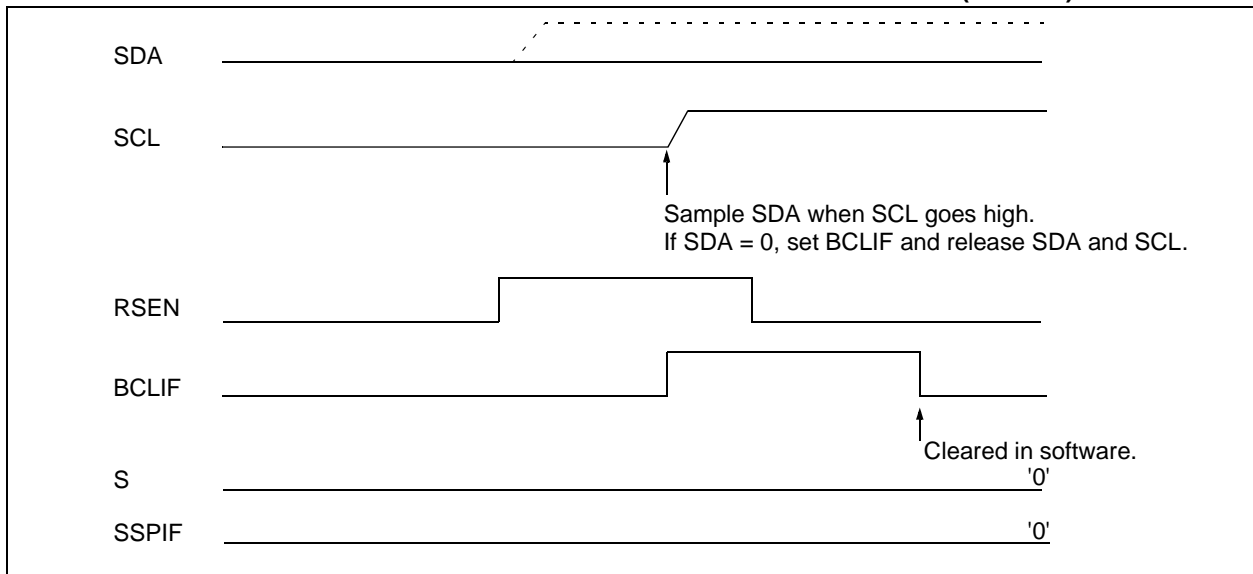 SDA
SCL
Sample SDA when SCL goes high.
If SDA = 0, set BCLIF and release SDA and SCL.
RSEN
BCLIF
Cleared in software.
S
'0'
SSPIF
'0'